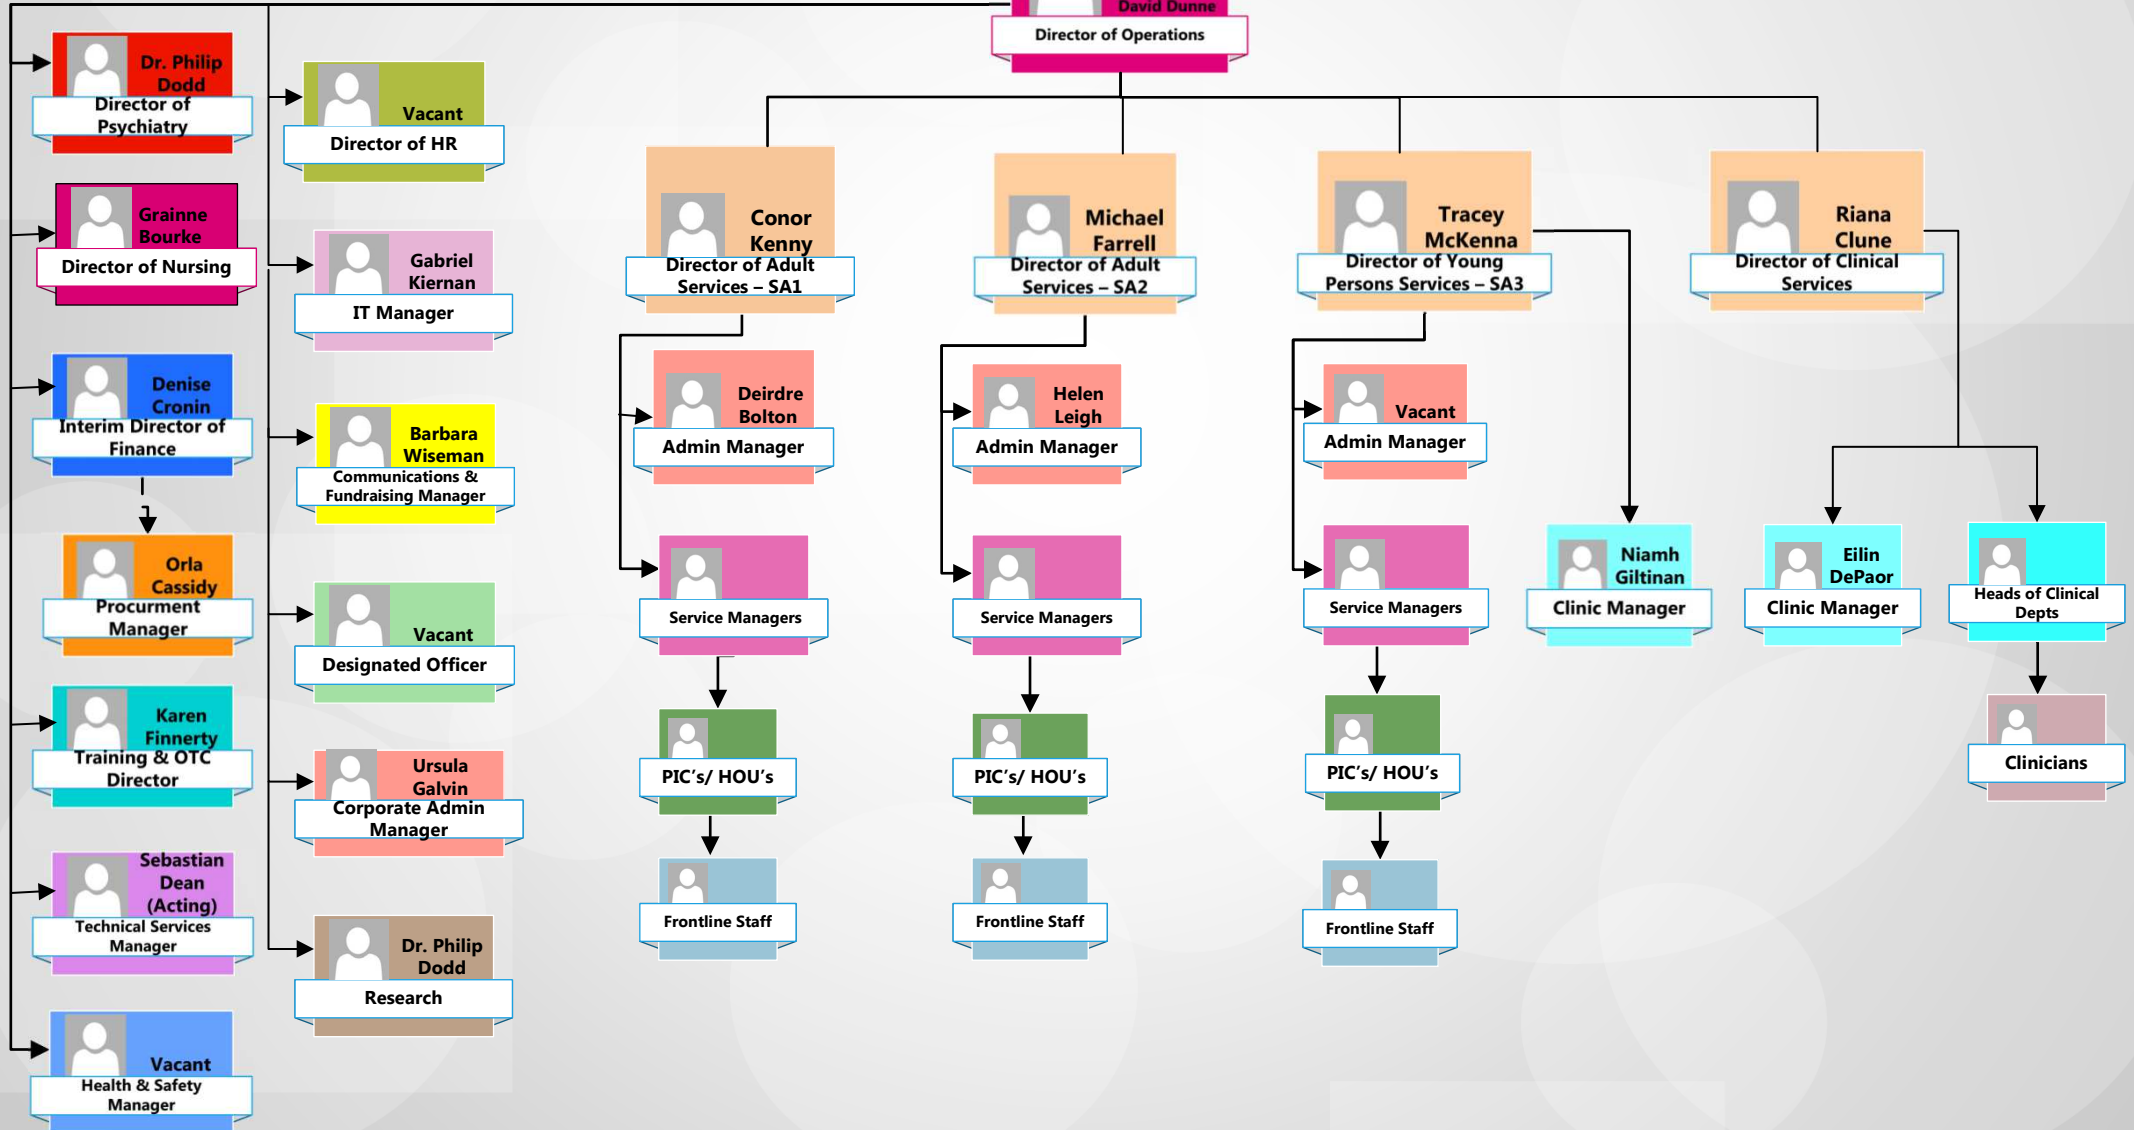 David Dunne
Director of Operations
Dr. Philip
Dodd
Director of
Psychiatry
Grainne
Bourke
Director of Nursing
Denise
Cronin
Interim Director of
Finance
Orla
Cassidy
Procurment
Manager
Karen
Finnerty
Training & OTC
Director
Sebastian
Dean
(Acting)
Technical Services
Manager
Vacant
Health & Safety
Manager
Vacant
Director of HR
Gabriel
Kiernan
IT Manager
Barbara
Wiseman
Communications &
Fundraising Manager
Vacant
Designated Officer
Ursula
Galvin
Corporate Admin
Manager
Dr. Philip
Dodd
Research
Conor
Kenny
Director of Adult
Services – SA1
Deirdre
Bolton
Admin Manager
Service Managers
PIC's/ HOU's
Frontline Staff
Michael
Farrell
Director of Adult
Services – SA2
Helen
Leigh
Admin Manager
Service Managers
PIC's/ HOU's
Frontline Staff
Tracey
McKenna
Director of Young
Persons Services – SA3
Vacant
Admin Manager
Service Managers
PIC's/ HOU's
Frontline Staff
Niamh
Giltinan
Clinic Manager
Riana
Clune
Director of Clinical
Services
Eilin
DePaor
Clinic Manager
Heads of Clinical
Depts
Clinicians